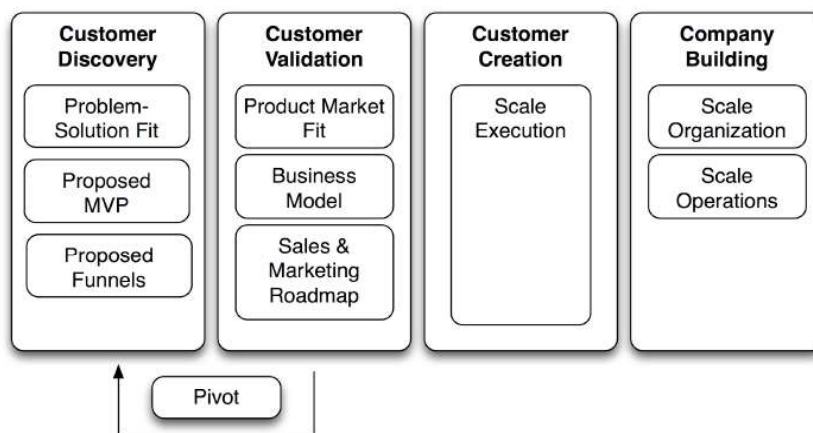 Customer
Discovery
Problem-
Solution Fit
Proposed
MVP
Proposed
Funnels
Customer
Validation
Product Market
Fit
Business
Model
Sales &
Marketing
Roadmap
Customer
Creation
Scale
Execution
Company
Building
Scale
Organization
Scale
Operations
Pivot